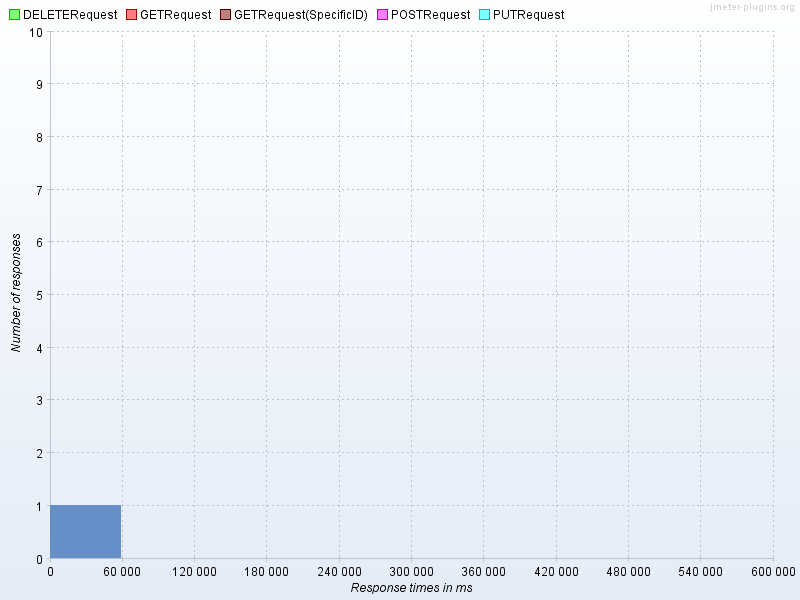 DELETERequest GETRequest GETRequest(SpecificID) POSTRequest PUTRequest
jmeter-plugins.org
10
9
8
7
6
5
4
3
2
1
0
Number of responses
0 60 000 120 000 180 000 240 000 300 000 360 000 420 000 480 000 540 000 600 000
Response times in ms